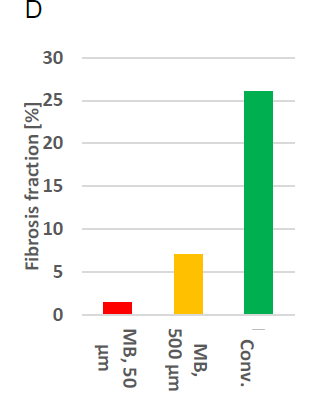 D
Fibrosis fraction [%]
30
25
20
15
10
5
0
MB, 50
µm
MB,
500 µm
Conv.